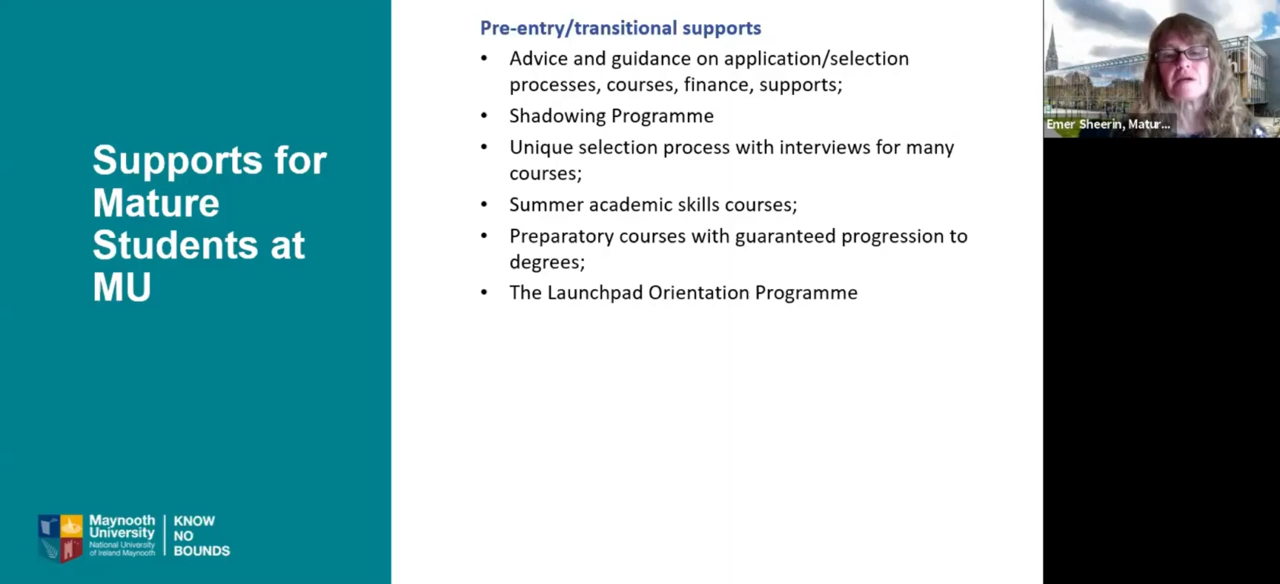 Supports for
Mature
Students at
MU
Pre-entry/transitional supports
• Advice and guidance on application/selection
processes, courses, finance, supports;
• Shadowing Programme
• Unique selection process with interviews for many
courses;
• Summer academic skills courses;
• Preparatory courses with guaranteed progression to
degrees;
• The Launchpad Orientation Programme
Emer Sheerin, Matur...
Maynooth
University
National University
of Ireland Maynooth
KNOW
NO
BOUNDS